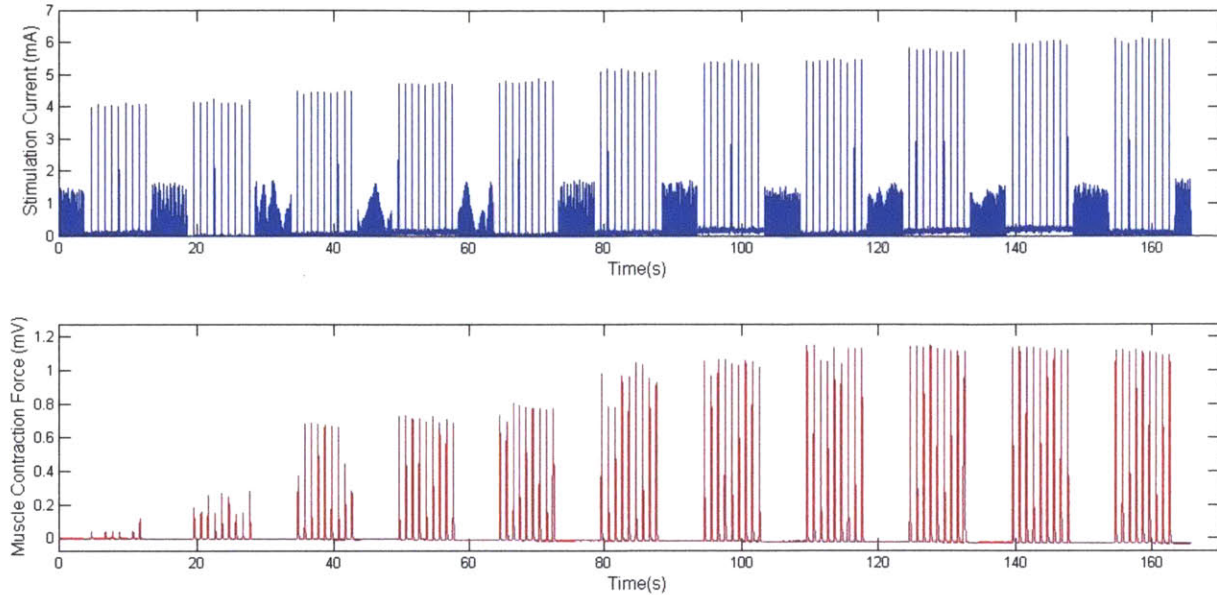 7
6
5
4
3
2
1
0
Stimulation Current (mA)
0 20 40 60 80 100 120 140 160
Time(s)
1.2
1
0.8
0.6
0.4
0.2
0
Muscle Contraction Force (mV)
0 20 40 60 80 100 120 140 160
Time(s)